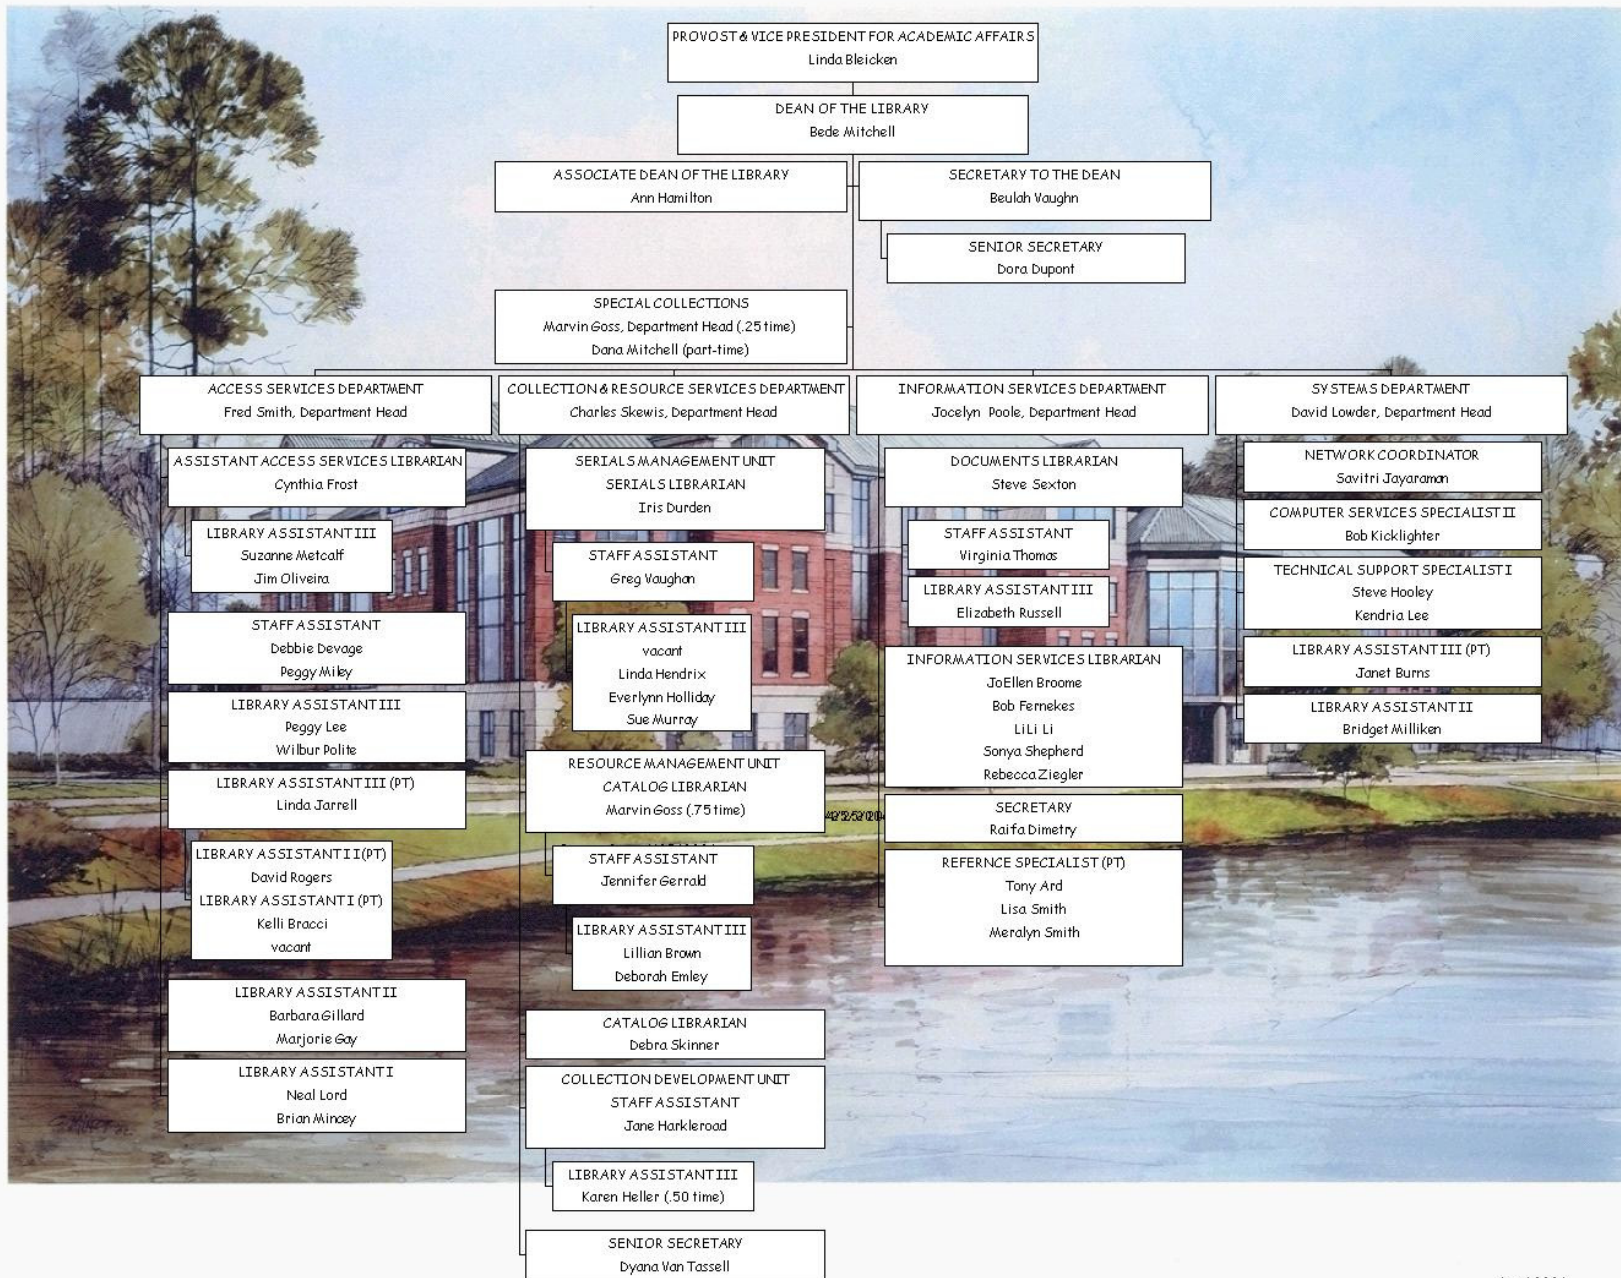 PROVOST & VICE PRESIDENT FOR ACADEMIC AFFAIRS
Linda Bleicken
DEAN OF THE LIBRARY
Bede Mitchell
ASSOCIATE DEAN OF THE LIBRARY
Ann Hamilton
SECRETARY TO THE DEAN
Beulah Vaughn
SENIOR SECRETARY
Dora Dupont
SPECIAL COLLECTIONS
Marvin Goss, Department Head (.25 time)
Dana Mitchell (part-time)
ACCESS SERVICES DEPARTMENT
Fred Smith, Department Head
ASSISTANT ACCESS SERVICES LIBRARIAN
Cynthia Frost
LIBRARY ASSISTANT III
Suzanne Metcalf
Jim Oliveira
STAFF ASSISTANT
Debbie Devage
Peggy Miley
LIBRARY ASSISTANT III
Peggy Lee
Wilbur Polite
LIBRARY ASSISTANT III (PT)
Linda Jarrell
LIBRARY ASSISTANT II (PT)
David Rogers
LIBRARY ASSISTANT I (PT)
Kelli Bracci
vacant
LIBRARY ASSISTANT II
Barbara Gillard
Marjorie Gay
LIBRARY ASSISTANT I
Neal Lord
Brian Mincey
COLLECTION & RESOURCE SERVICES DEPARTMENT
Charles Skewis, Department Head
SERIALS MANAGEMENT UNIT
SERIALS LIBRARIAN
Iris Durden
STAFF ASSISTANT
Greg Vaughan
LIBRARY ASSISTANT III
vacant
Linda Hendrix
Everlynn Holliday
Sue Murray
RESOURCE MANAGEMENT UNIT
CATALOG LIBRARIAN
Marvin Goss (.75 time)
STAFF ASSISTANT
Jennifer Gerrald
LIBRARY ASSISTANT III
Lillian Brown
Deborah Emley
CATALOG LIBRARIAN
Debra Skinner
COLLECTION DEVELOPMENT UNIT
STAFF ASSISTANT
Jane Harkleroad
LIBRARY ASSISTANT III
Karen Heller (.50 time)
SENIOR SECRETARY
Dyana Van Tassell
INFORMATION SERVICES DEPARTMENT
Jocelyn Poole, Department Head
DOCUMENTS LIBRARIAN
Steve Sexton
STAFF ASSISTANT
Virginia Thomas
LIBRARY ASSISTANT III
Elizabeth Russell
INFORMATION SERVICES LIBRARIAN
JoEllen Broome
Bob Fernekes
LiLi Li
Sonya Shepherd
Rebecca Ziegler
SECRETARY
Raifa Dimetry
REFERNCE SPECIALIST (PT)
Tony Ard
Lisa Smith
Meralyn Smith
SYSTEMS DEPARTMENT
David Lowder, Department Head
NETWORK COORDINATOR
Savitri Jayaraman
COMPUTER SERVICES SPECIALIST II
Bob Kicklighter
TECHNICAL SUPPORT SPECIALIST I
Steve Hooley
Kendria Lee
LIBRARY ASSISTANT III (PT)
Janet Burns
LIBRARY ASSISTANT II
Bridget Milliken